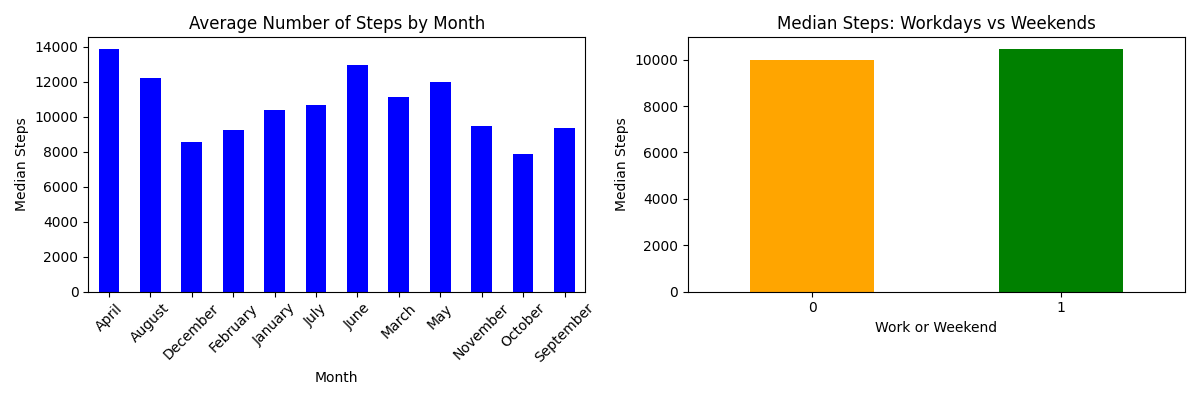 Average Number of Steps by Month
Median Steps
14000
12000
10000
8000
6000
4000
2000
0
April
August
December
February
January
July
June
March
May
November
October
September
Month
Median Steps: Workdays vs Weekends
Median Steps
10000
8000
6000
4000
2000
0
0
1
Work or Weekend